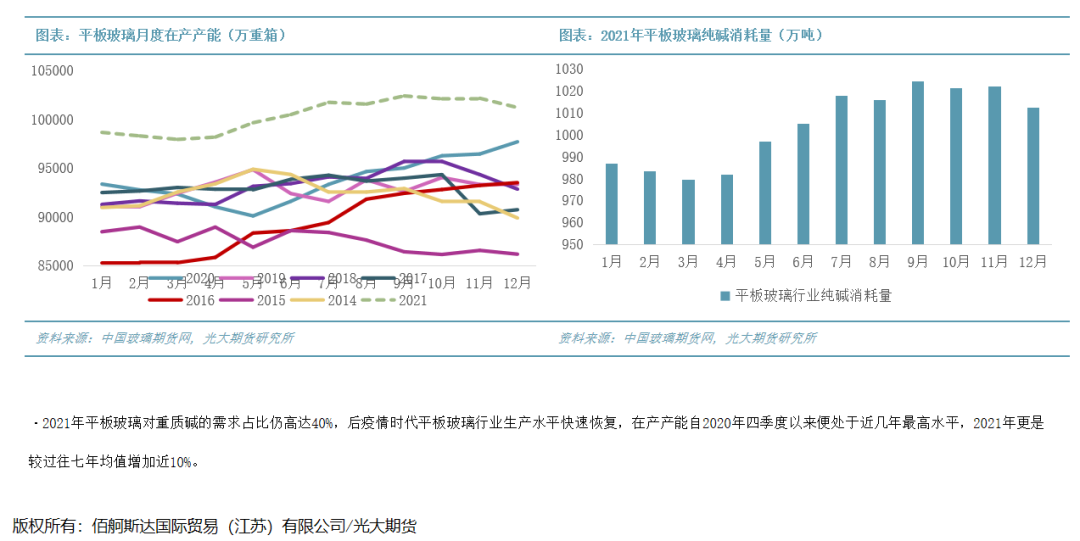 图表：平板玻璃月度在产产能（万重箱）
图表：2021年平板玻璃纯碱消耗量（万吨）
105000
100000
95000
90000
85000
1月 2月 3月 4月 5月 6月 7月 8月 9月 10月 11月 12月
2020 2019 2018 2017
2016 2015 2014 2021
1030
1020
1010
1000
990
980
970
960
950
1月 2月 3月 4月 5月 6月 7月 8月 9月 10月 11月 12月
平板玻璃行业纯碱消耗量
资料来源：中国玻璃期货网，光大期货研究所
资料来源：中国玻璃期货网，光大期货研究所
·2021年平板玻璃对重质碱的需求占比仍高达40%，后疫情时代平板玻璃行业生产水平快速恢复，在产产能自2020年四季度以来便处于近几年最高水平，2021年更是
较过往七年均值增加近10%。
版权所有：佰舸斯达国际贸易（江苏）有限公司/光大期货